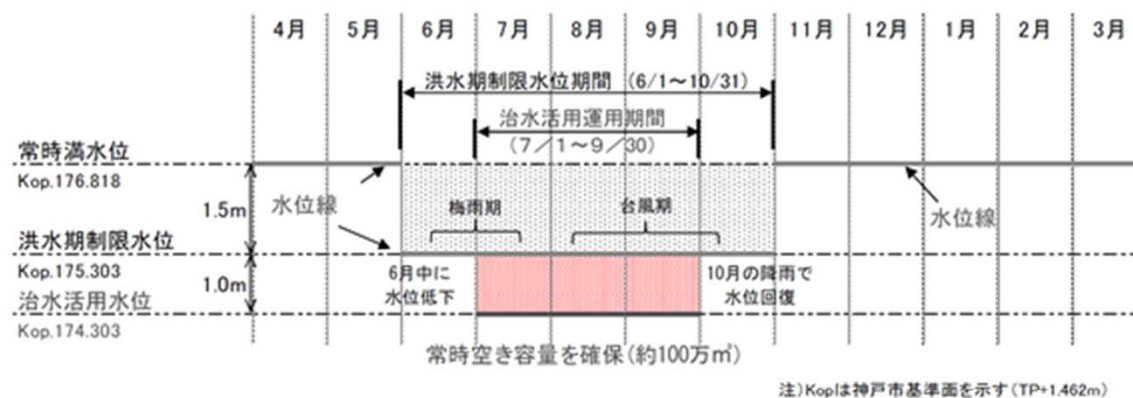 4月 5月 6月 7月 8月 9月 10月 11月 12月 1月 2月 3月
洪水期制限水位期間 (6/1～10/31)
治水活用運用期間
(7／1～9／30)
常時満水位
Kop.176.818
1.5m
水位線
梅雨期
台風期
水位線
洪水期制限水位
Kop.175.303
1.0m
6月中に
水位低下
10月の降雨で
水位回復
治水活用水位
Kop.174.303
常時空き容量を確保(約100万㎥)
注)Kopは神戸市基準面を示す(TP+1.462m)